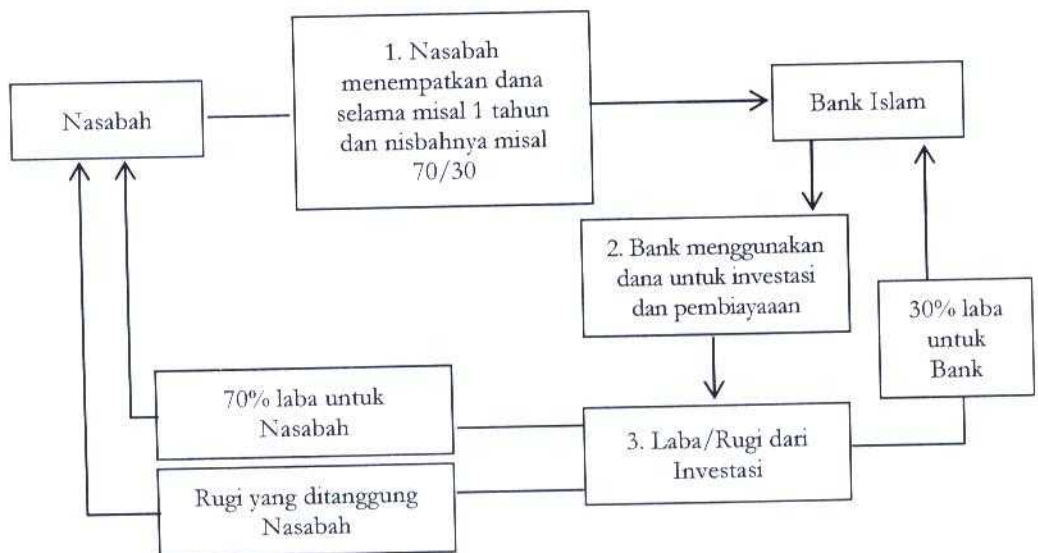 Nasabah
1. Nasabah
menempatkan dana
selama misal 1 tahun
dan nisbahnya misal
70/30
Bank Islam
2. Bank menggunakan
dana untuk investasi
dan pembiayaaan
30% laba
untuk
Bank
70% laba untuk
Nasabah
3. Laba/Rugi dari
Investasi
Rugi yang ditanggung
Nasabah